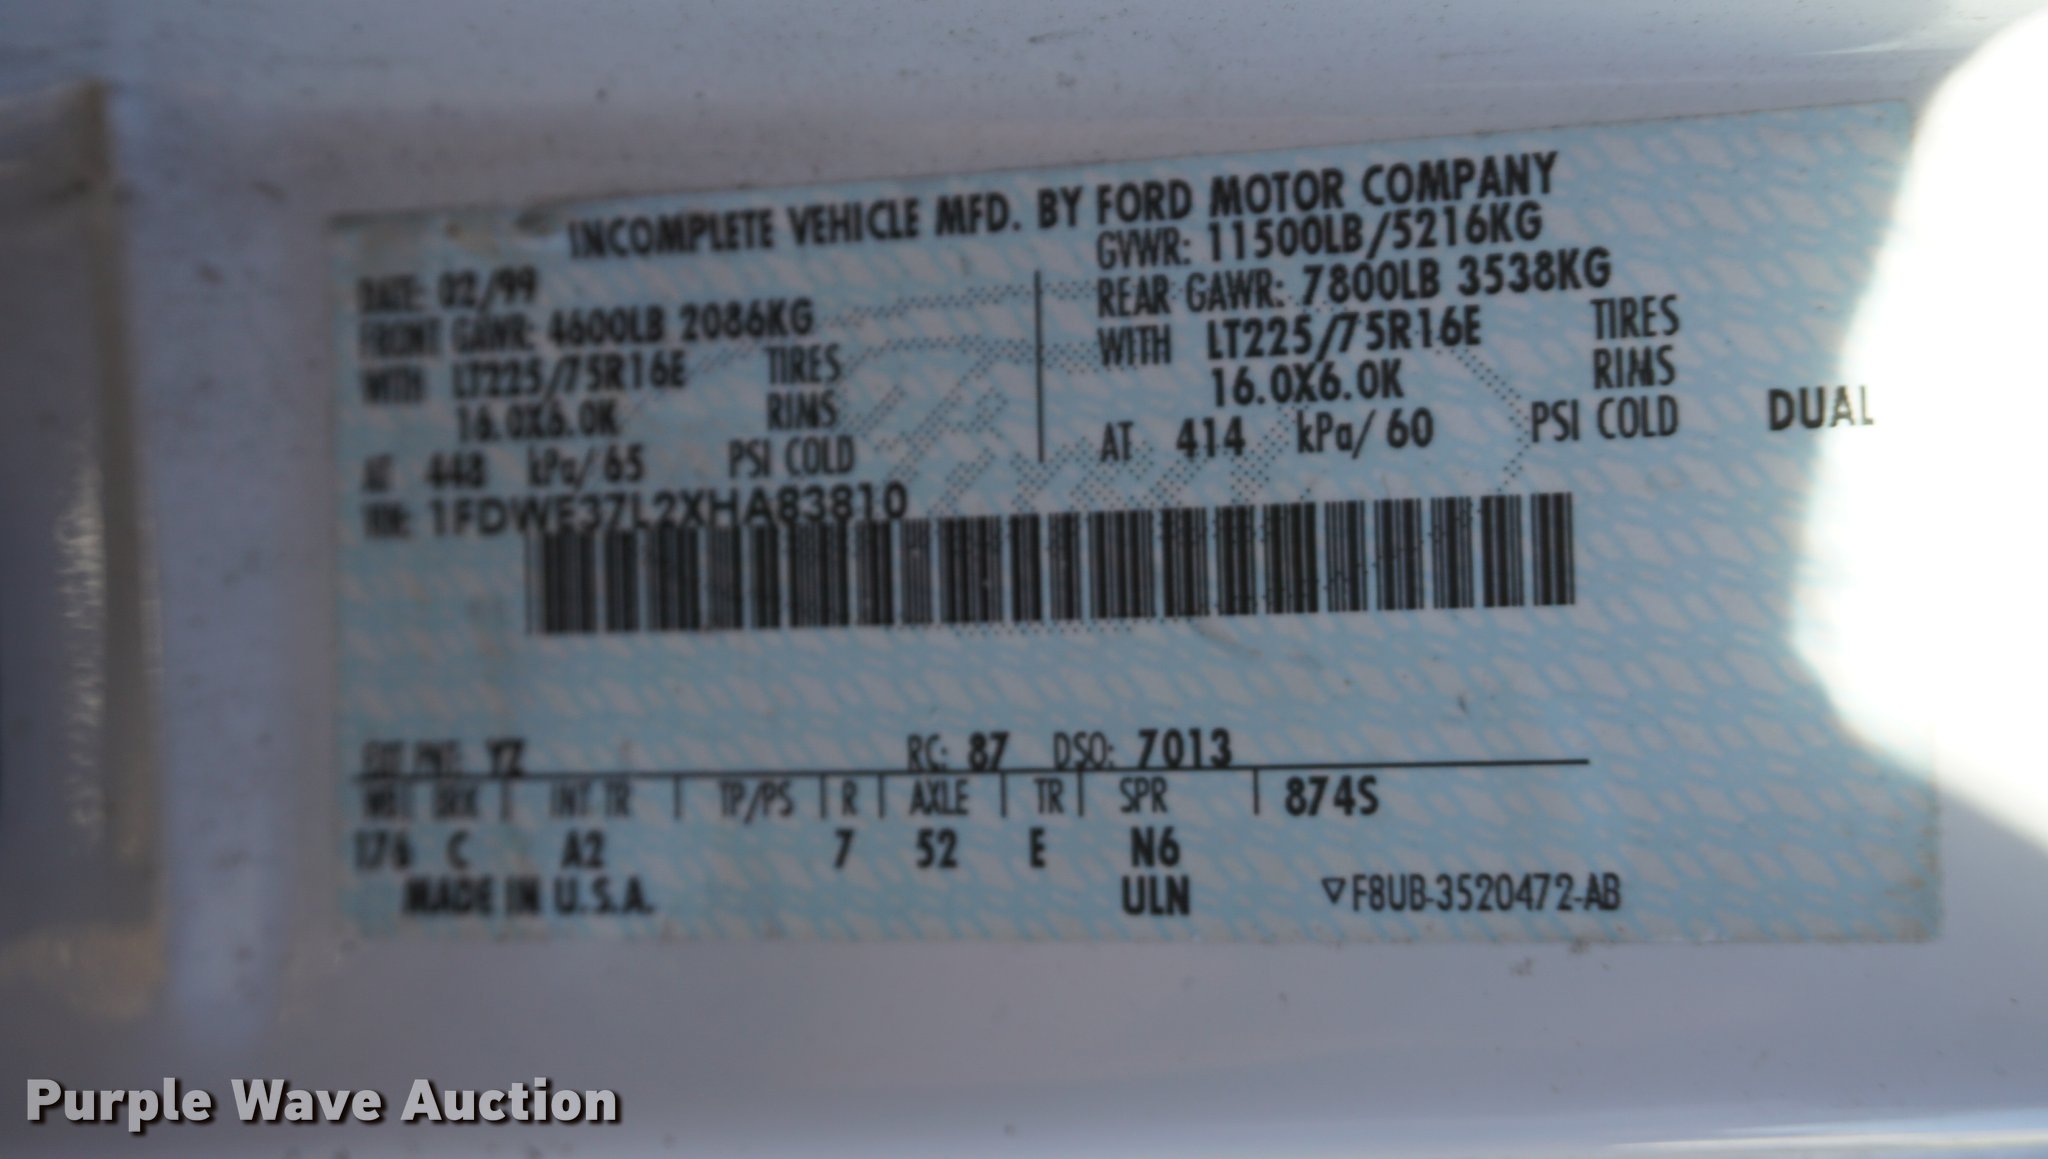 INCOMPLETE VEHICLE MFD. BY FORD MOTOR COMPANY
DATE: 02/99
GVWR: 11500LB/5216KG
FRONT GAWR: 4600LB 2086KG
REAR GAWR: 7800LB 3538KG
WITH LT225/75R16E TIRES
WITH LT225/75R16E TIRES
16.0X6.0K RIMS
16.0X6.0K RIMS
AT 448 kPa/65 PSI COLD
AT 414 kPa/60 PSI COLD DUAL
VIN: 1FDWE37L2XHA83810
EXT PNT: YZ RC: 87 DSO: 7013
WB BRK INT TR TP/PS R AXLE TR SPR 874S
176 C A2 7 52 E N6
MADE IN U.S.A. ULN ▽F8UB-3520472-AB
Purple Wave Auction